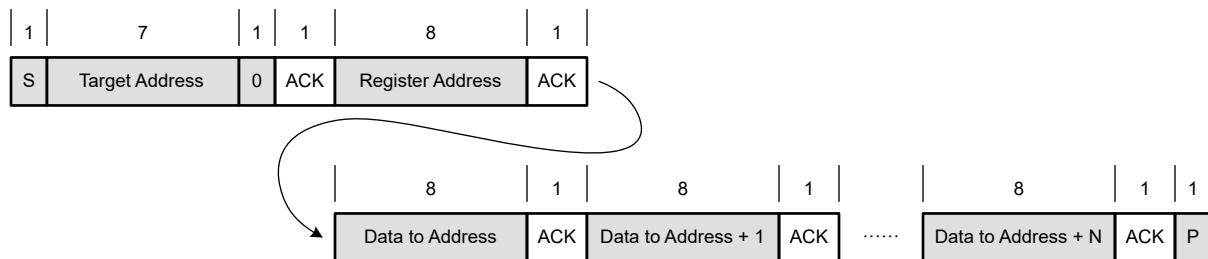 1 7 1 1 8 1
S Target Address 0 ACK Register Address ACK
8 1 8 1 8 1 1
Data to Address ACK Data to Address + 1 ACK ...... Data to Address + N ACK P